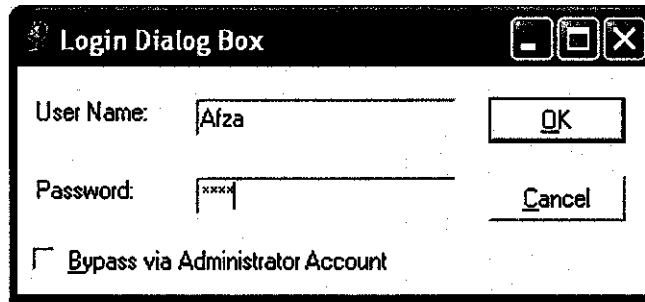 Login Dialog Box
User Name: Afza OK
Password: **** Cancel
Bypass via Administrator Account